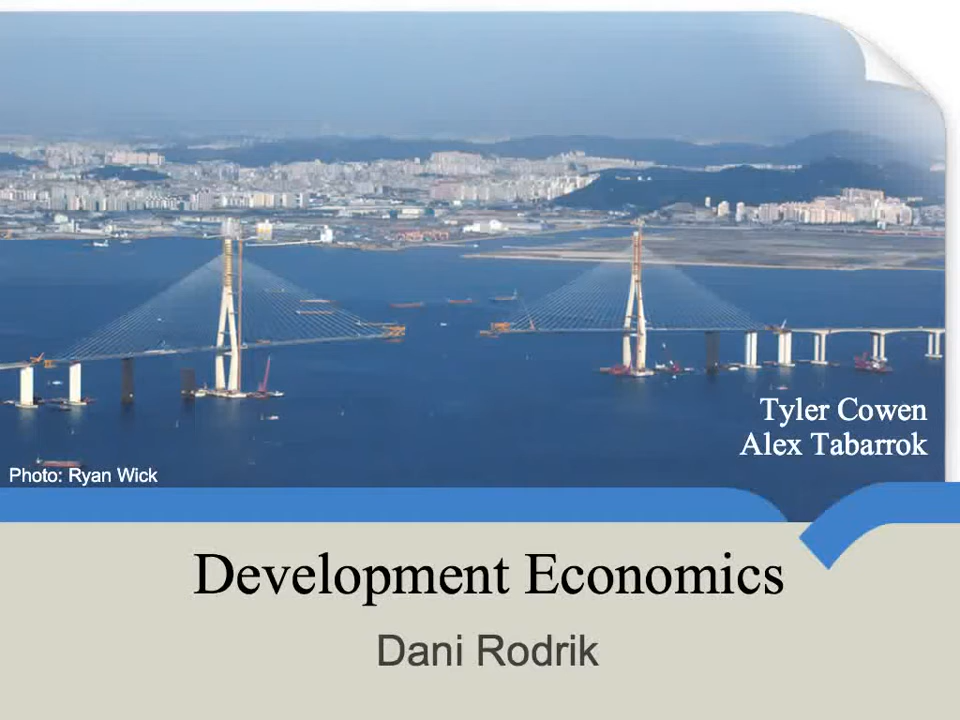 Tyler Cowen
Alex Tabarrok
Photo: Ryan Wick
Development Economics
Dani Rodrik